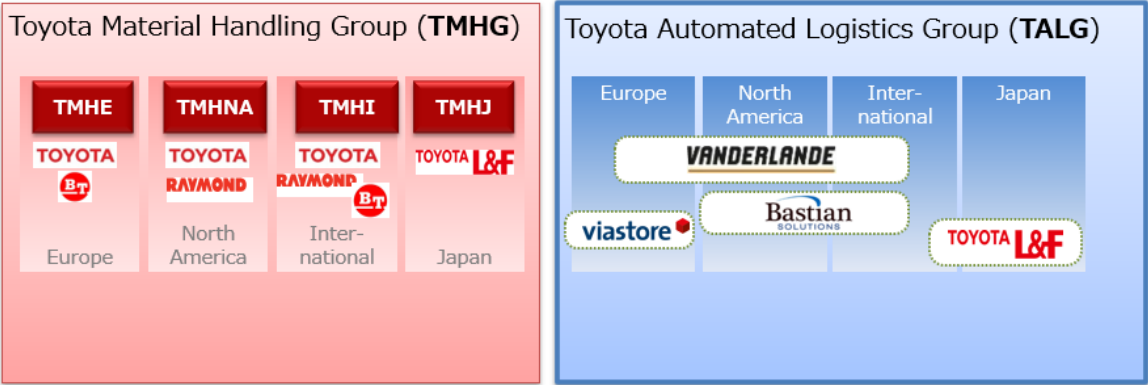 Toyota Material Handling Group (TMHG)
TMHE
TOYOTA
BT
Europe
TMHNA
TOYOTA
RAYMOND
North
America
TMHI
TOYOTA
RAYMOND
BT
Inter-
national
TMHJ
TOYOTA L&F
Japan
Toyota Automated Logistics Group (TALG)
Europe
North
America
Inter-
national
Japan
VANDERLANDE
Bastian
SOLUTIONS
viastore
TOYOTA L&F